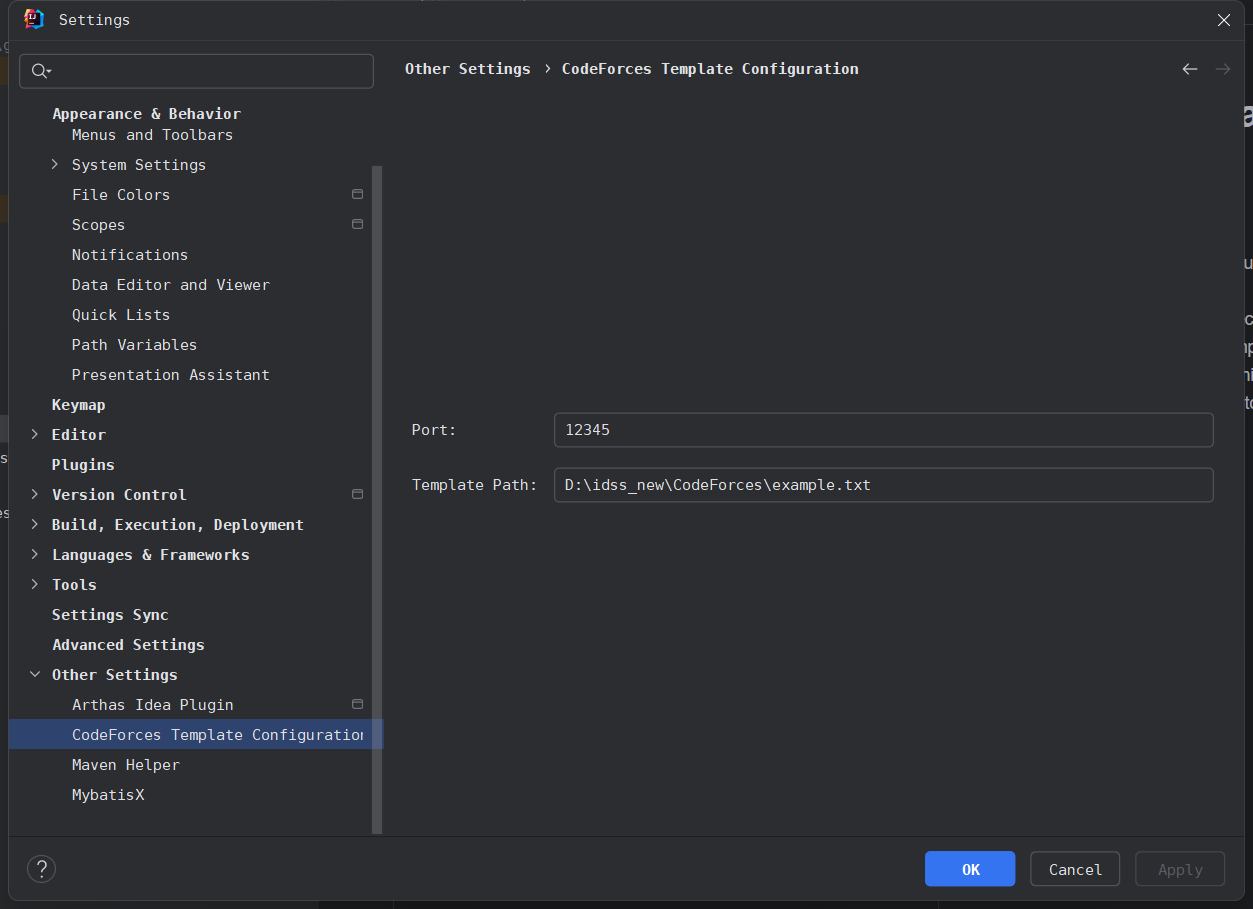 Settings
Other Settings › CodeForces Template Configuration
Appearance & Behavior
Menus and Toolbars
System Settings
File Colors
Scopes
Notifications
Data Editor and Viewer
Quick Lists
Path Variables
Presentation Assistant
Keymap
Editor
Plugins
Version Control
Build, Execution, Deployment
Languages & Frameworks
Tools
Settings Sync
Advanced Settings
Other Settings
Arthas Idea Plugin
CodeForces Template Configuration
Maven Helper
MybatisX
Port: 12345
Template Path: D:\idss_new\CodeForces\example.txt
? OK Cancel Apply